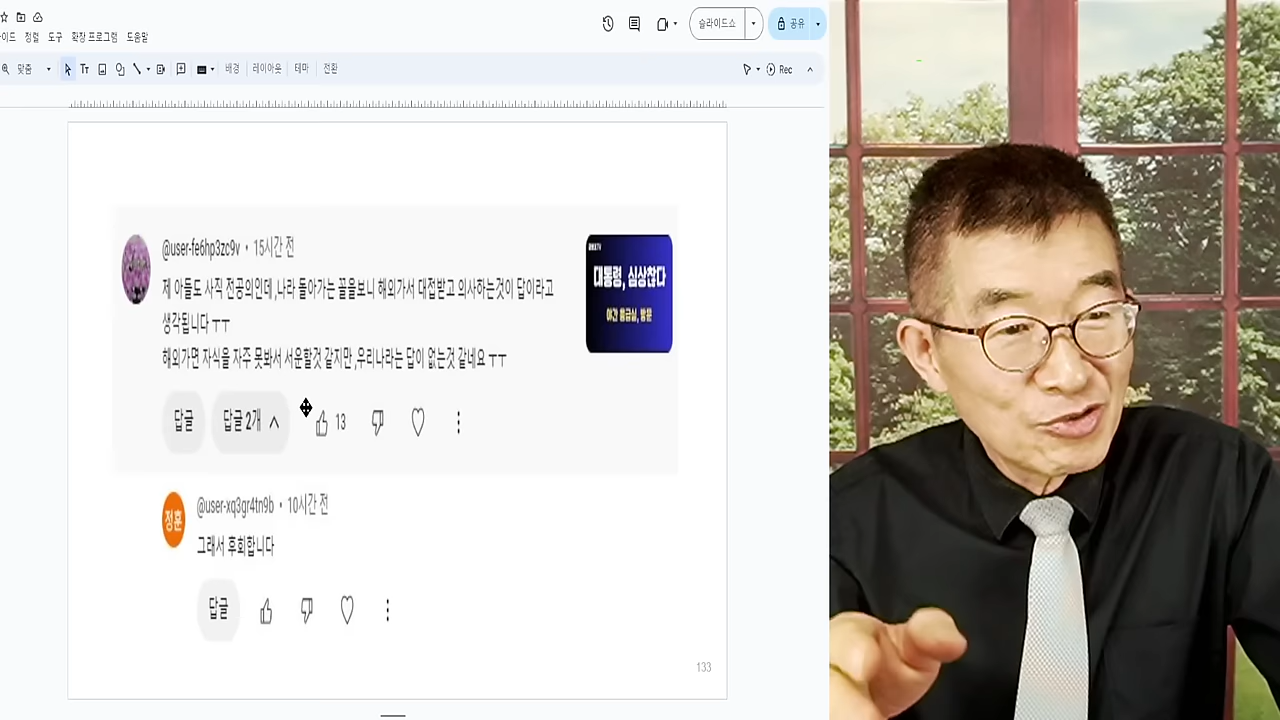 이드 정렬 도구 확장 프로그램 도움말
슬라이드쇼
공유
맞춤
배경
레이아웃
테마
전환
Rec
@user-fe6hp3zc9v • 15시간 전
제 아들도 사직 전공의인데 ,나라 돌아가는 꼴을보니 해외가서 대접받고 의사하는것이 답이라고
생각됩니다 ㅜㅜ
해외가면 자식을 자주 못봐서 서운할것 같지만 ,우리나라는 답이 없는것 같네요 ㅜㅜ
대통령, 심상찮다
야간 응급실, 방문
답글
답글 2개
13
정훈
@user-xq3gr4tn9b • 10시간 전
그래서 후회합니다
답글
133